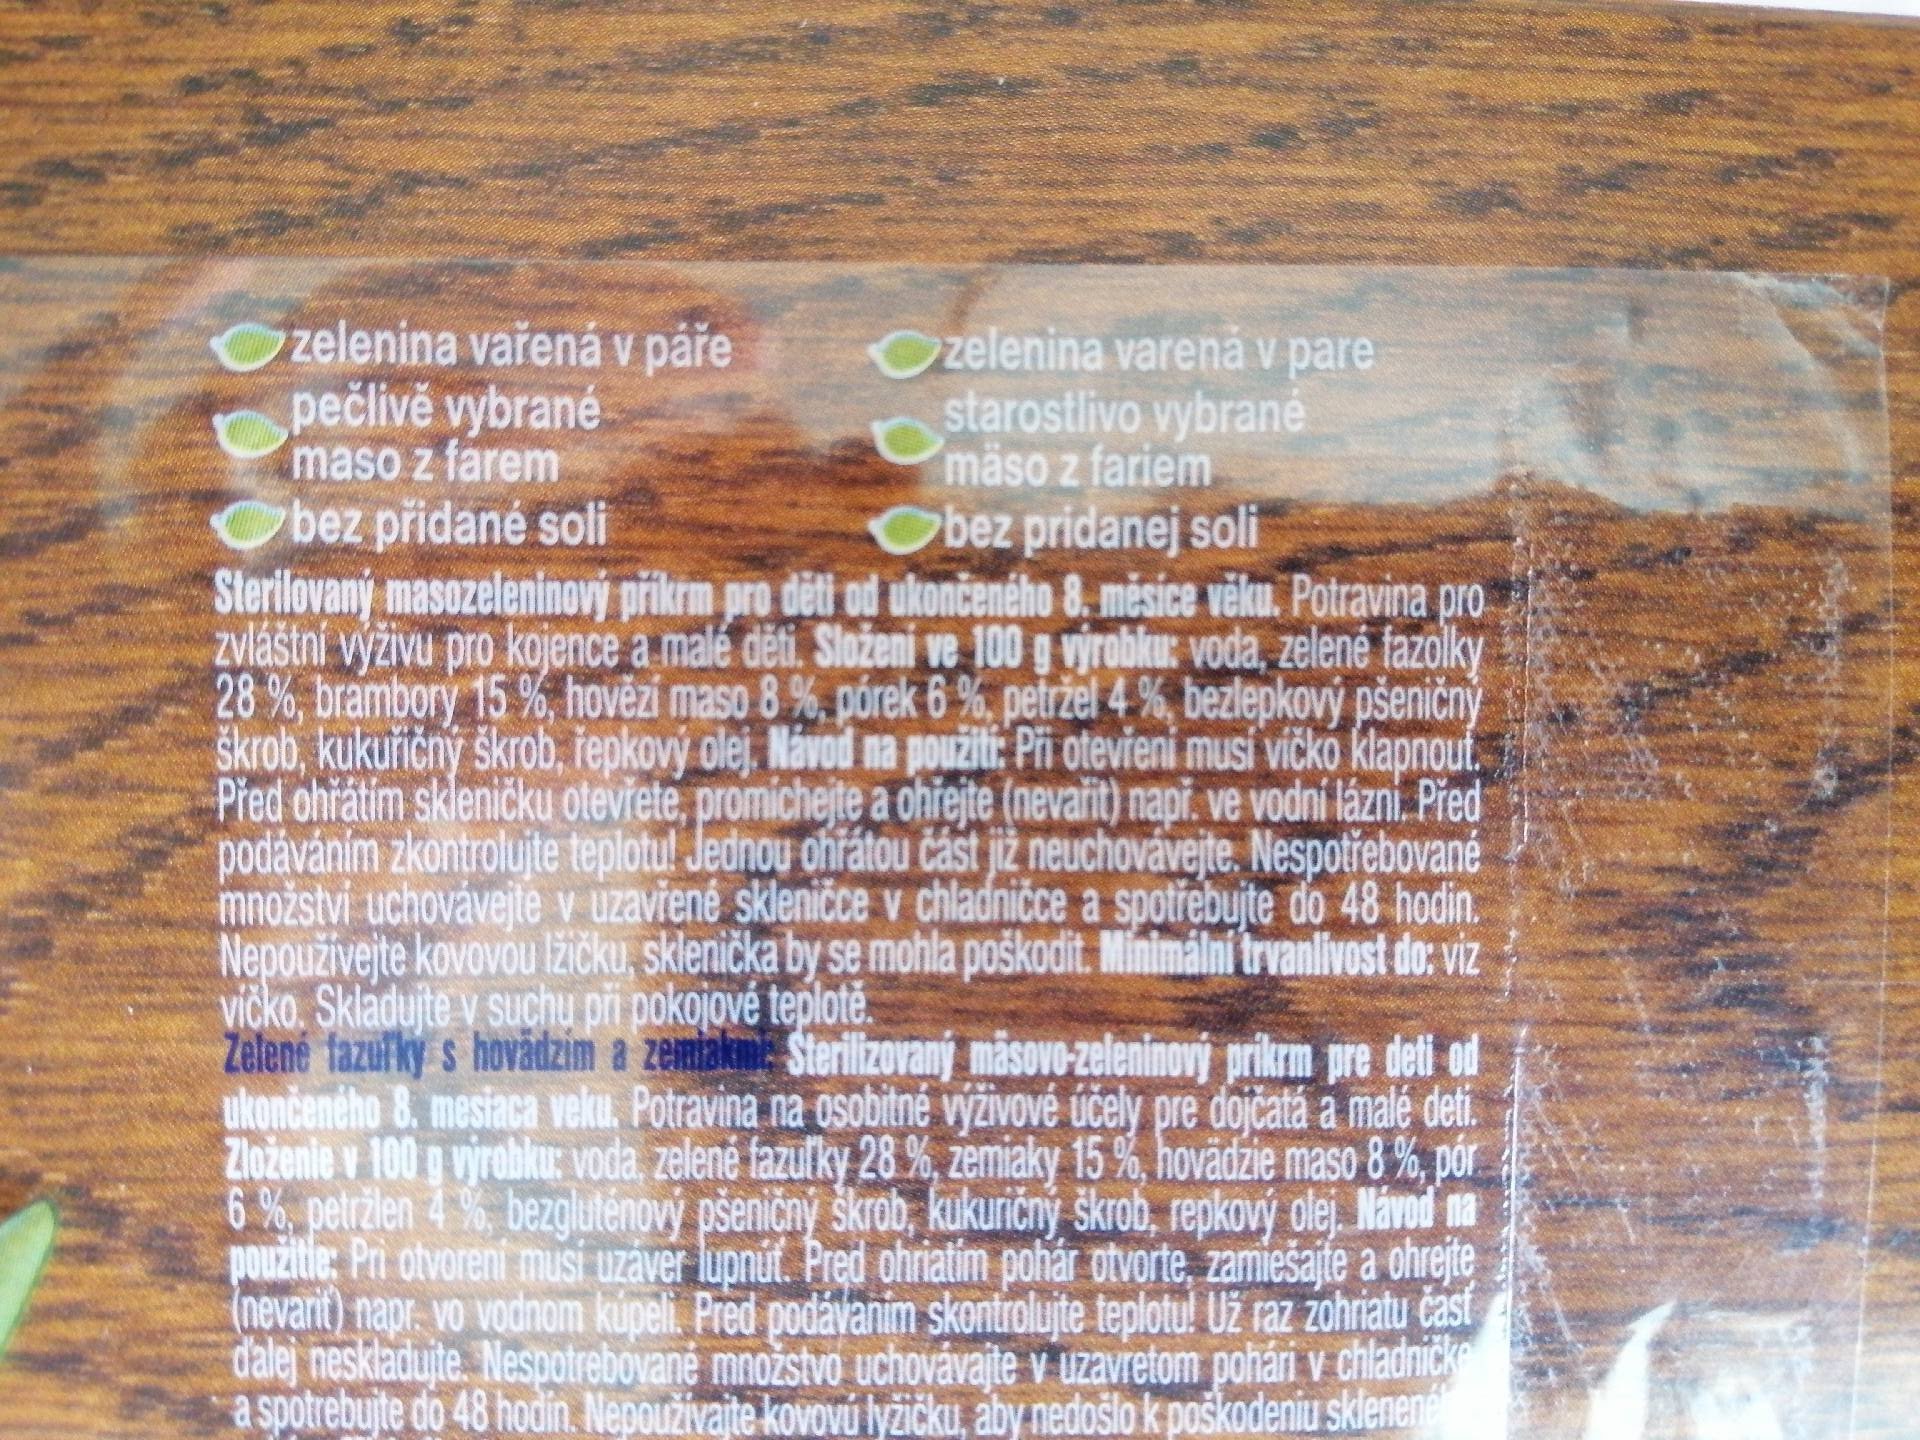 zelenina vařená v páře
pečlivě vybrané
maso z farem
bez přidané soli
zelenina varená v pare
starostlivo vybrané
mäso z fariem
bez pridanej soli
Sterilovaný masozeleninový příkrm pro děti od ukončeného 8. měsíce věku. Potravina pro
zvláštní výživu pro kojence a malé děti. Složení ve 100 g výrobku: voda, zelené fazolky
28 %, brambory 15 %, hovězí maso 8 %, pórek 6 %, petržel 4 %, bezlepkový pšeničný
škrob, kukuřičný škrob, řepkový olej. Návod na použití: Při otevření musí víčko klapnout.
Před ohřátím skleničku otevřete, promíchejte a ohřejte (nevařit) např. ve vodní lázni. Před
podáváním zkontrolujte teplotu! Jednou ohřátou část již neuchovávejte. Nespotřebované
množství uchovávejte v uzavřené skleničce v chladničce a spotřebujte do 48 hodin.
Nepoužívejte kovovou lžičku, sklenička by se mohla poškodit. Minimální trvanlivost do: viz
víčko. Skladujte v suchu při pokojové teplotě.
Zelené fazuľky s hovädzím a zemiakmi: Sterilizovaný mäsovo-zeleninový príkrm pre deti od
ukončeného 8. mesiaca veku. Potravina na osobitné výživové účely pre dojčatá a malé deti.
Zloženie v 100 g výrobku: voda, zelené fazuľky 28 %, zemiaky 15 %, hovädzie maso 8 %, pór
6 %, petržlen 4 %, bezgluténový pšeničný škrob, kukuričný škrob, repkový olej. Návod na
použitie: Pri otvorení musí uzáver lupnúť. Pred ohriatím pohár otvorte, zamiešajte a ohrejte
(nevariť) napr. vo vodnom kúpeli. Pred podávaním skontrolujte teplotu! Už raz zohriatu časť
ďalej neskladujte. Nespotrebované množstvo uchovávajte v uzavretom pohári v chladničke
a spotrebujte do 48 hodín. Nepoužívajte kovovú lyžičku, aby nedošlo k poškodeniu